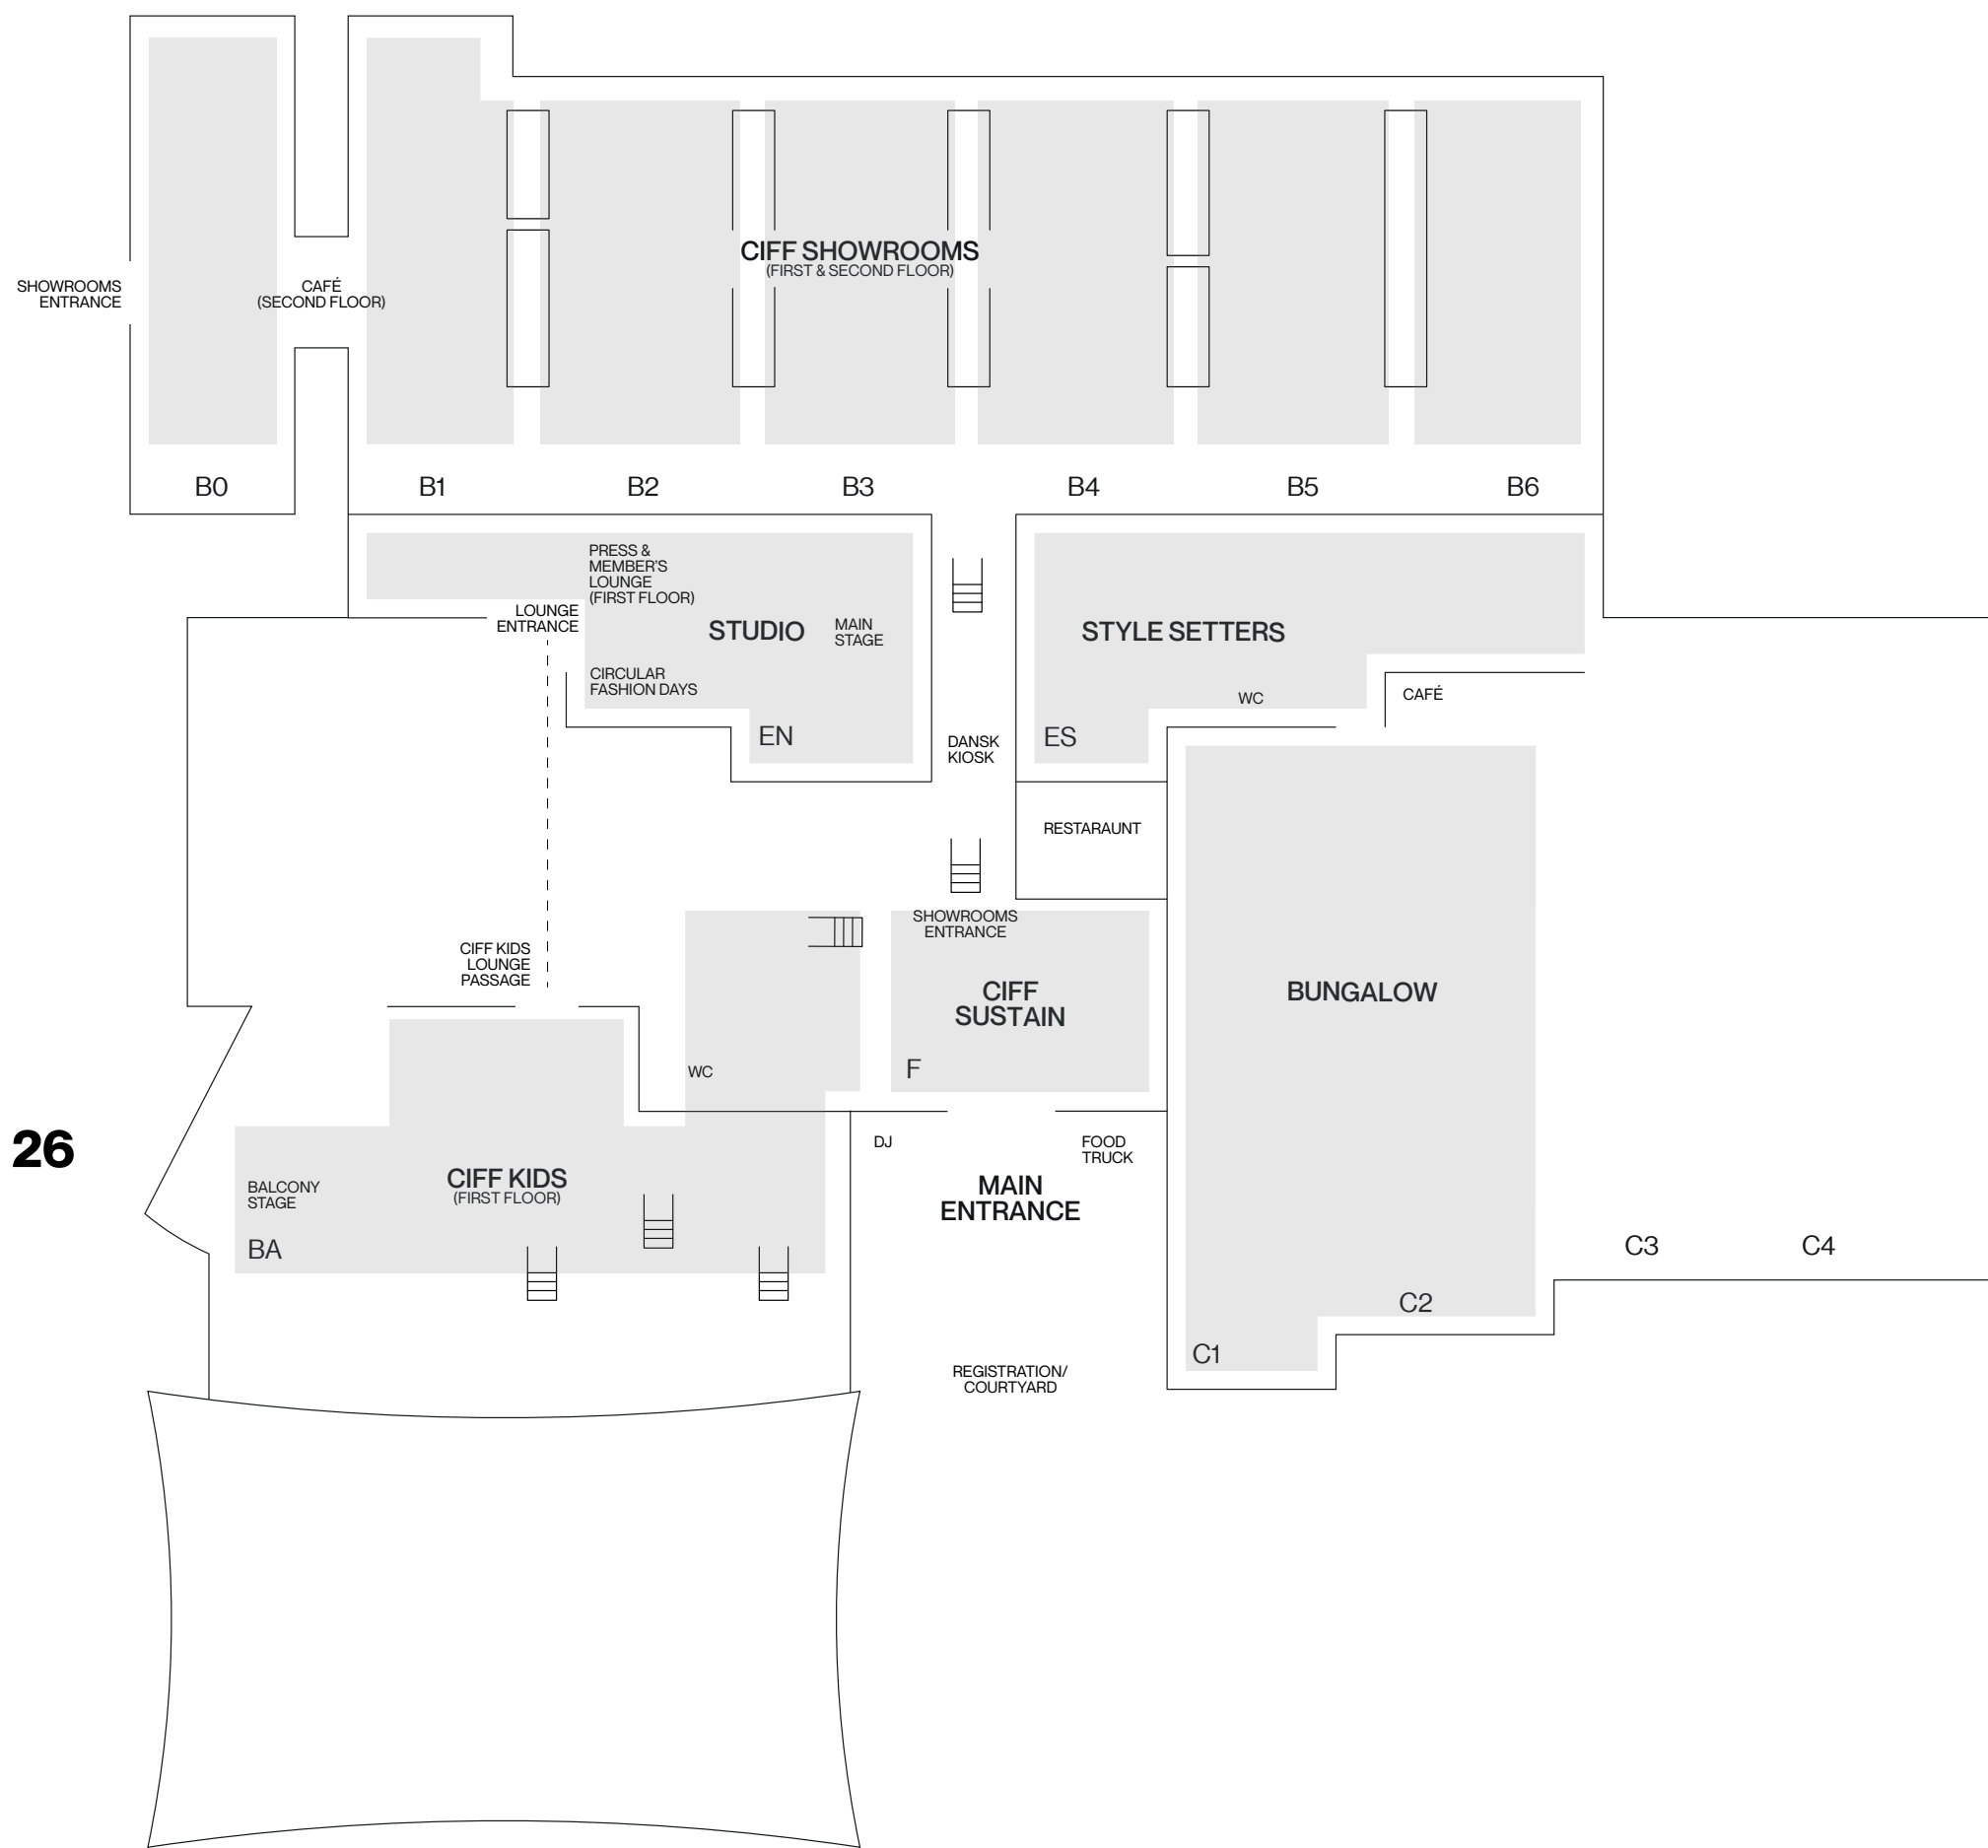 CIFF SHOWROOMS
(FIRST & SECOND FLOOR)
SHOWROOMS
ENTRANCE
CAFÉ
(SECOND FLOOR)
B0
B1
B2
B3
B4
B5
B6
PRESS &
MEMBER'S
LOUNGE
(FIRST FLOOR)
LOUNGE
ENTRANCE
STUDIO
MAIN
STAGE
STYLE SETTERS
CIRCULAR
FASHION DAYS
WC
CAFÉ
EN
DANSK
KIOSK
ES
RESTARAUNT
SHOWROOMS
ENTRANCE
CIFF KIDS
LOUNGE
PASSAGE
CIFF
SUSTAIN
BUNGALOW
WC
F
26
DJ
FOOD
TRUCK
CIFF KIDS
(FIRST FLOOR)
BALCONY
STAGE
MAIN
ENTRANCE
BA
C3
C4
C2
C1
REGISTRATION/
COURTYARD